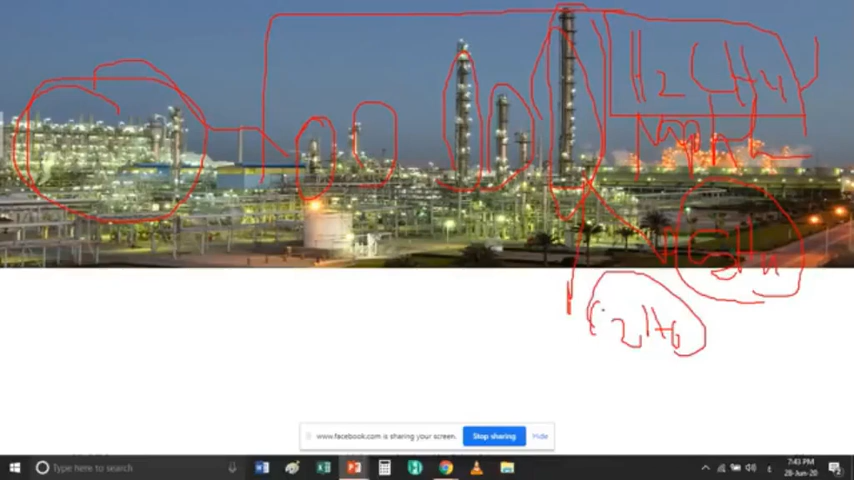 H2 CH4
C2H4
C2H6
www.facebook.com is sharing your screen. Stop sharing Hide
Type here to search
7:43 PM
28-Jun-20